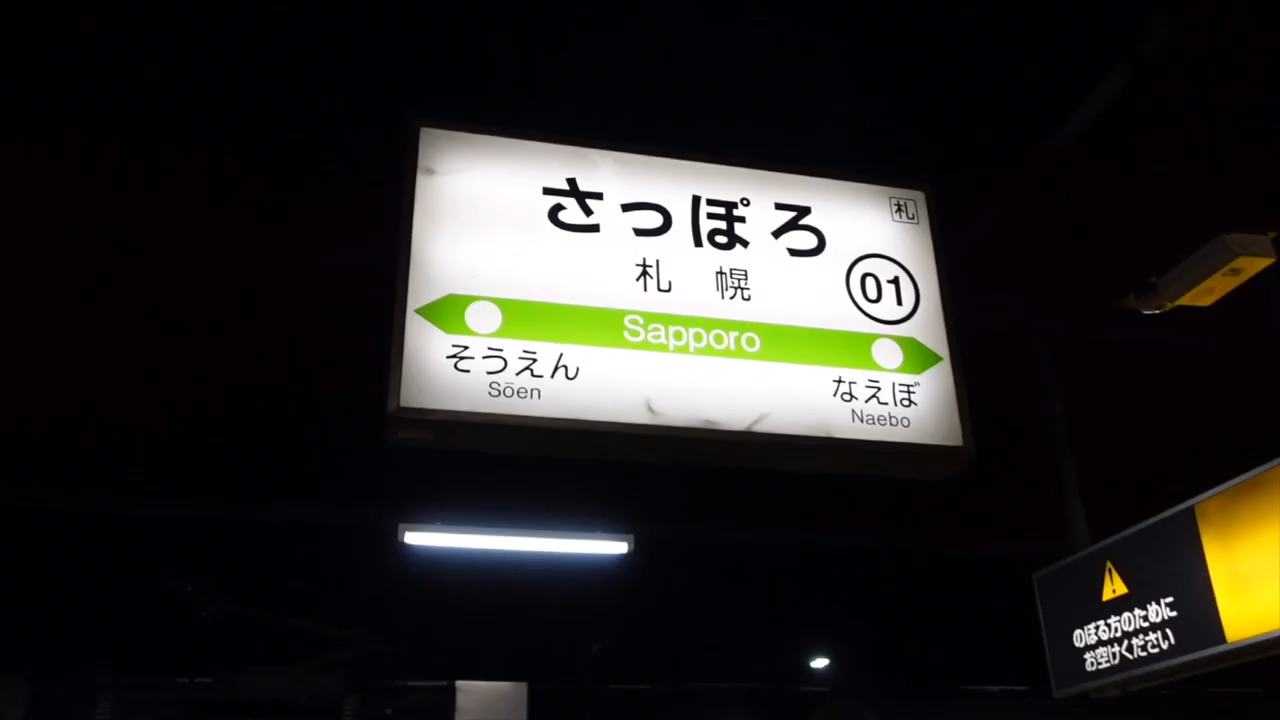 さっぽろ
札
札幌
01
Sapporo
そうえん
Sōen
なえぼ
Naebo
のぼる方のために
お空けください